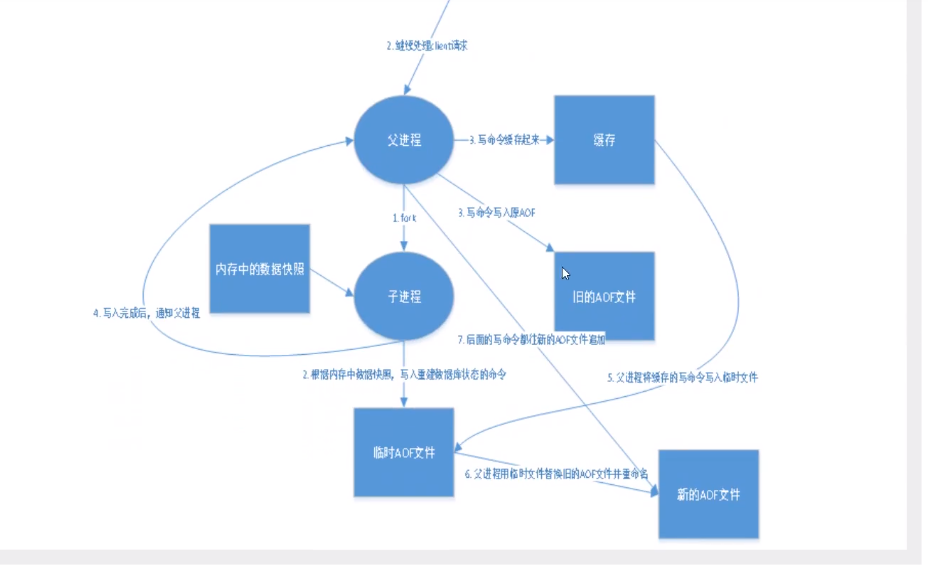 2. 继续处理client请求
父进程
3. 写命令缓存起来
缓存
1. fork
3. 写命令写入原AOF
内存中的数据快照
子进程
旧的AOF文件
4. 写入完成后，通知父进程
7. 后面的写命令都往新的AOF文件追加
2. 根据内存中数据快照，写入重建数据库状态的命令
5. 父进程将缓存的写命令写入临时文件
临时AOF文件
6. 父进程用临时文件替换旧的AOF文件并重命名
新的AOF文件